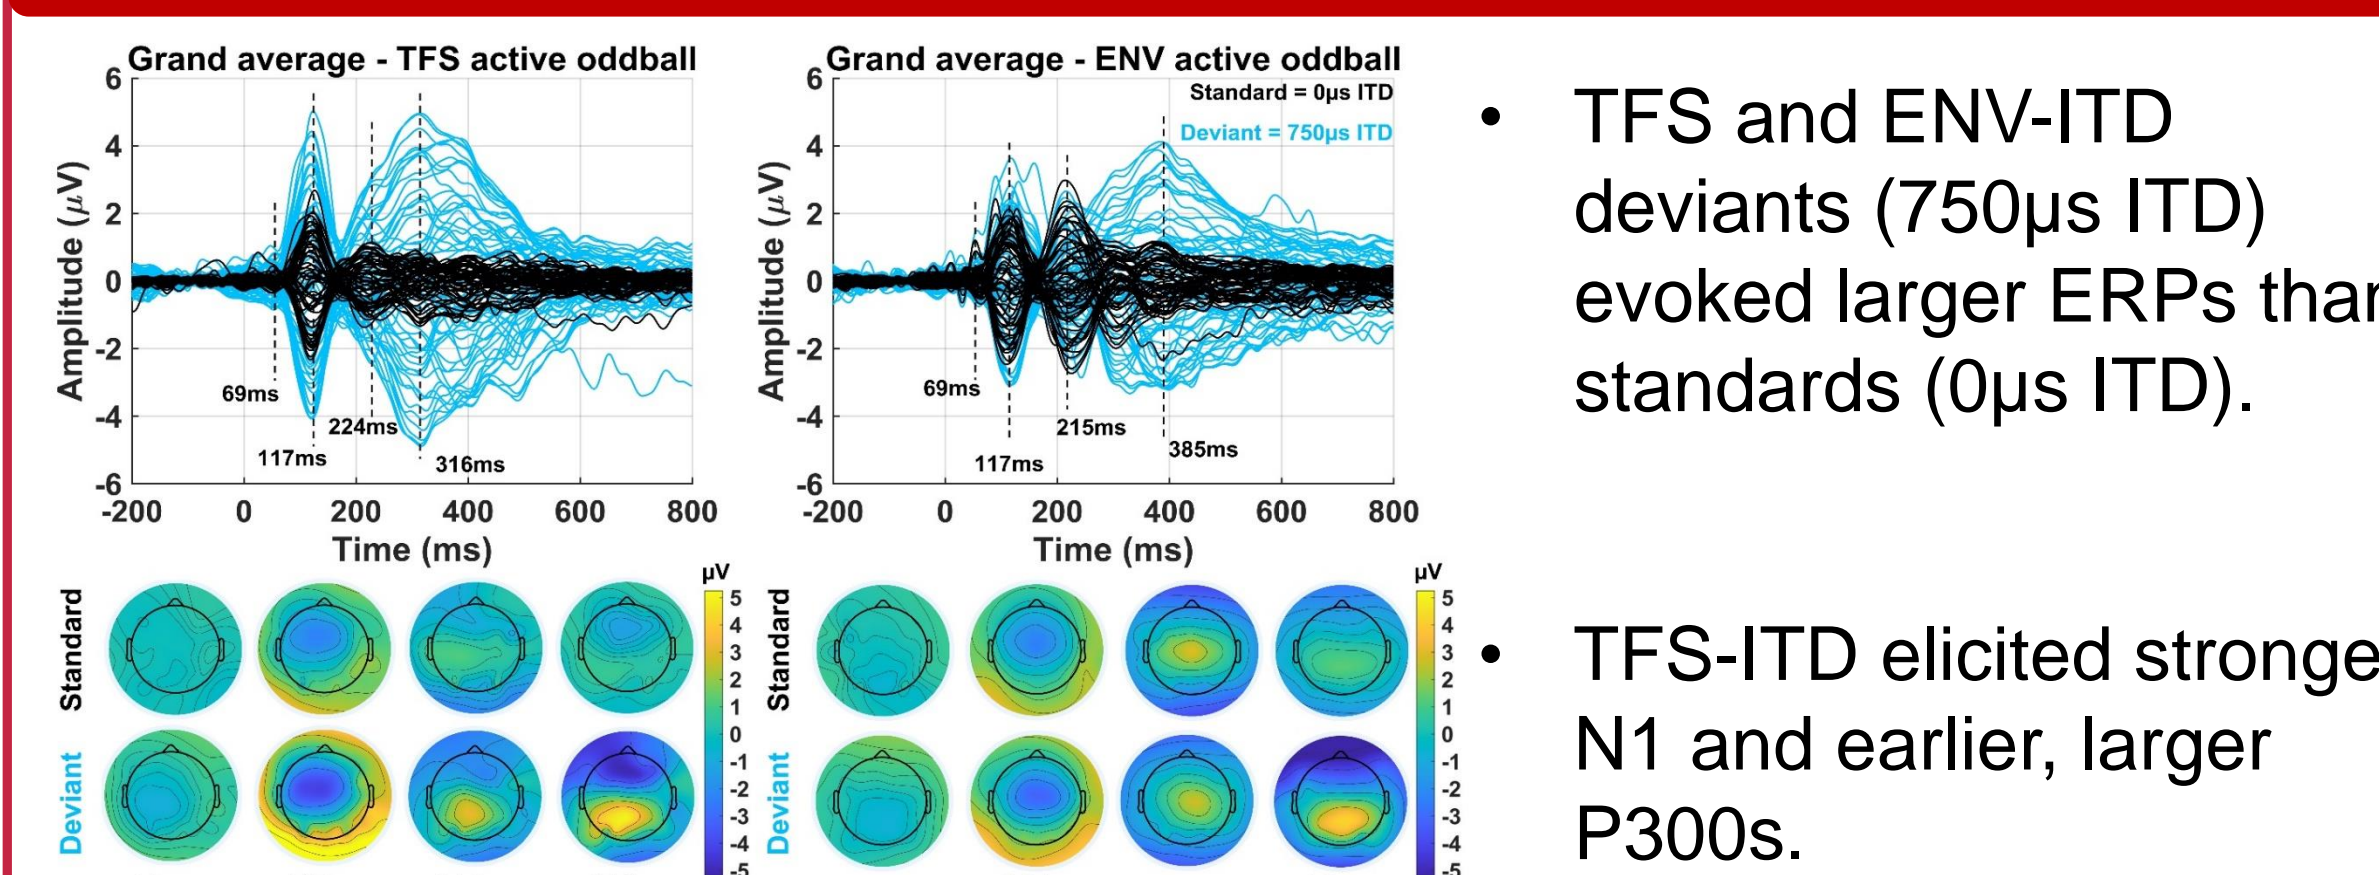 Grand average - TFS active oddball
6
4
2
0
-2
-4
-6
Amplitude (μV)
69ms
117ms
224ms
316ms
-200 0 200 400 600 800
Time (ms)
Grand average - ENV active oddball
Standard = 0μs ITD
Deviant = 750μs ITD
6
4
2
0
-2
-4
-6
Amplitude (μV)
69ms
117ms
215ms
385ms
-200 0 200 400 600 800
Time (ms)
Standard
Deviant
μV
5
4
3
2
1
0
-1
-2
-3
-4
-5
Standard
Deviant
μV
5
4
3
2
1
0
-1
-2
-3
-4
-5
• TFS and ENV-ITD
deviants (750μs ITD)
evoked larger ERPs than
standards (0μs ITD).
• TFS-ITD elicited stronge
N1 and earlier, larger
P300s.